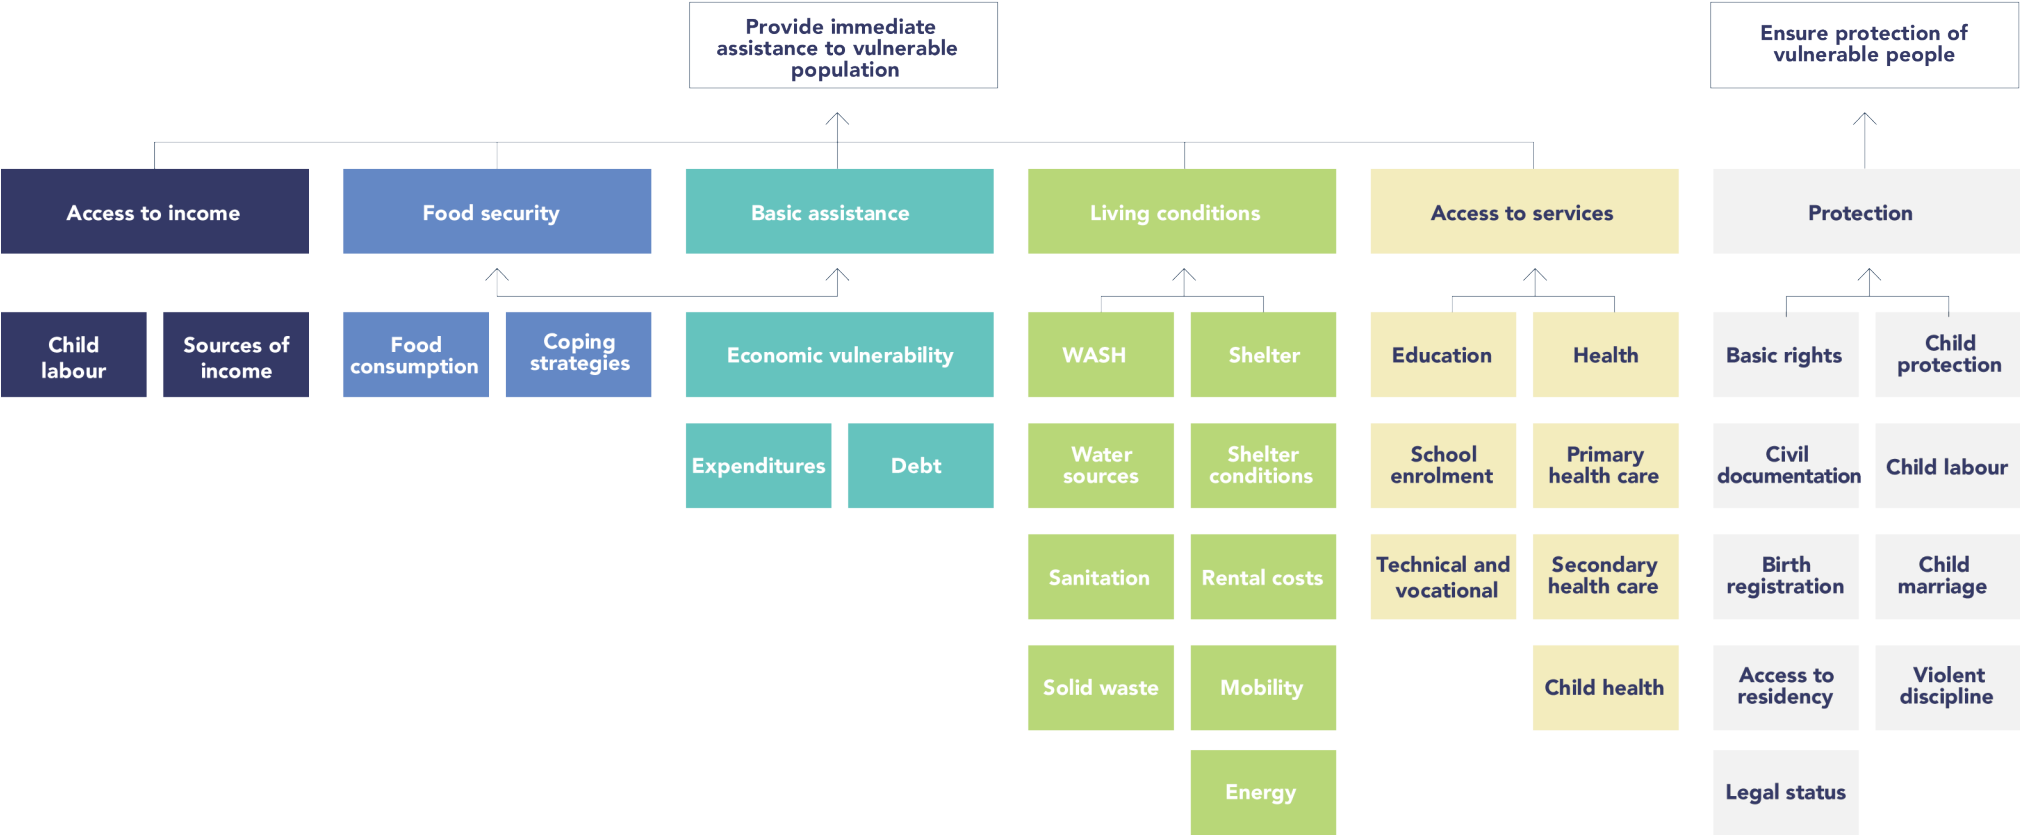 Provide immediate
assistance to vulnerable
population
Ensure protection of
vulnerable people
Access to income
Food security
Basic assistance
Living conditions
Access to services
Protection
Child
labour
Sources of
income
Food
consumption
Coping
strategies
Economic vulnerability
WASH
Shelter
Education
Health
Basic rights
Child
protection
Expenditures
Debt
Water
sources
Shelter
conditions
School
enrolment
Primary
health care
Civil
documentation
Child labour
Sanitation
Rental costs
Technical and
vocational
Secondary
health care
Birth
registration
Child
marriage
Solid waste
Mobility
Child health
Access to
residency
Violent
discipline
Energy
Legal status